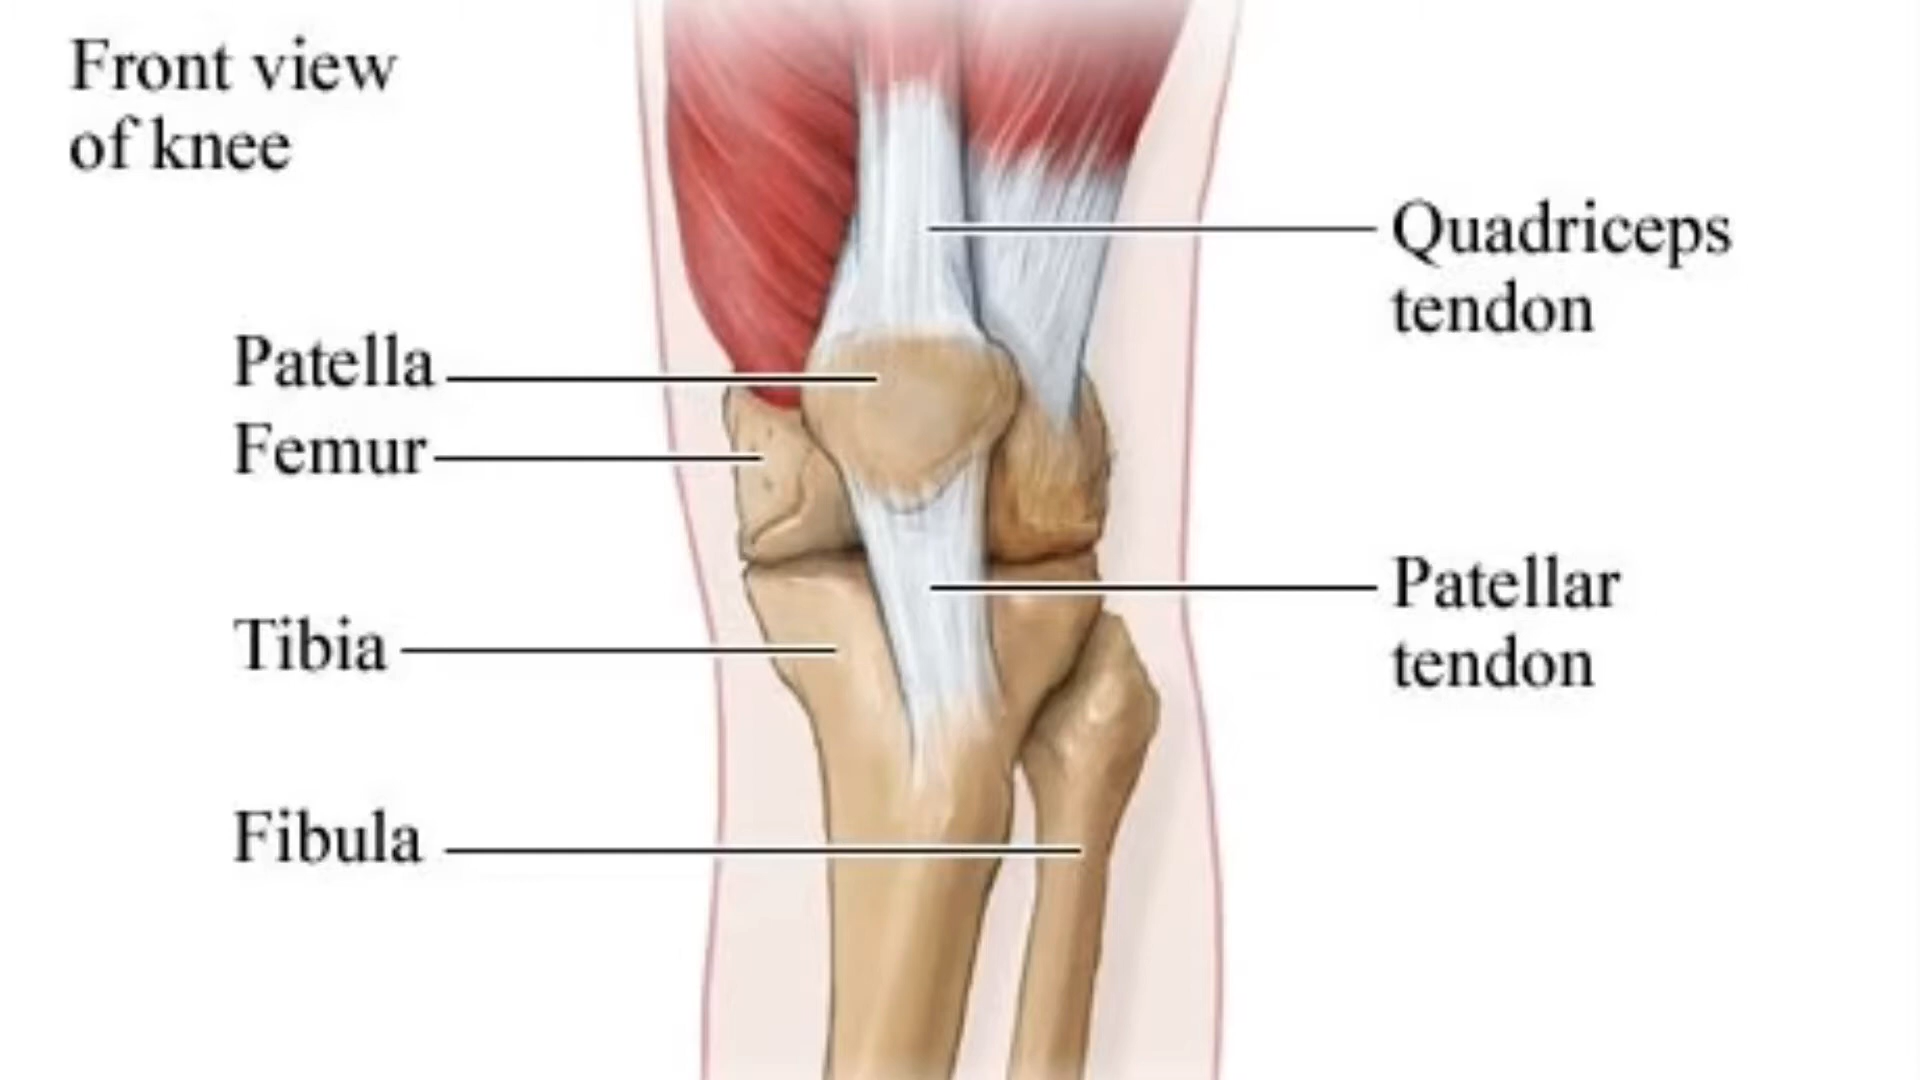 Front view
of knee
Quadriceps
tendon
Patella
Femur
Patellar
tendon
Tibia
Fibula